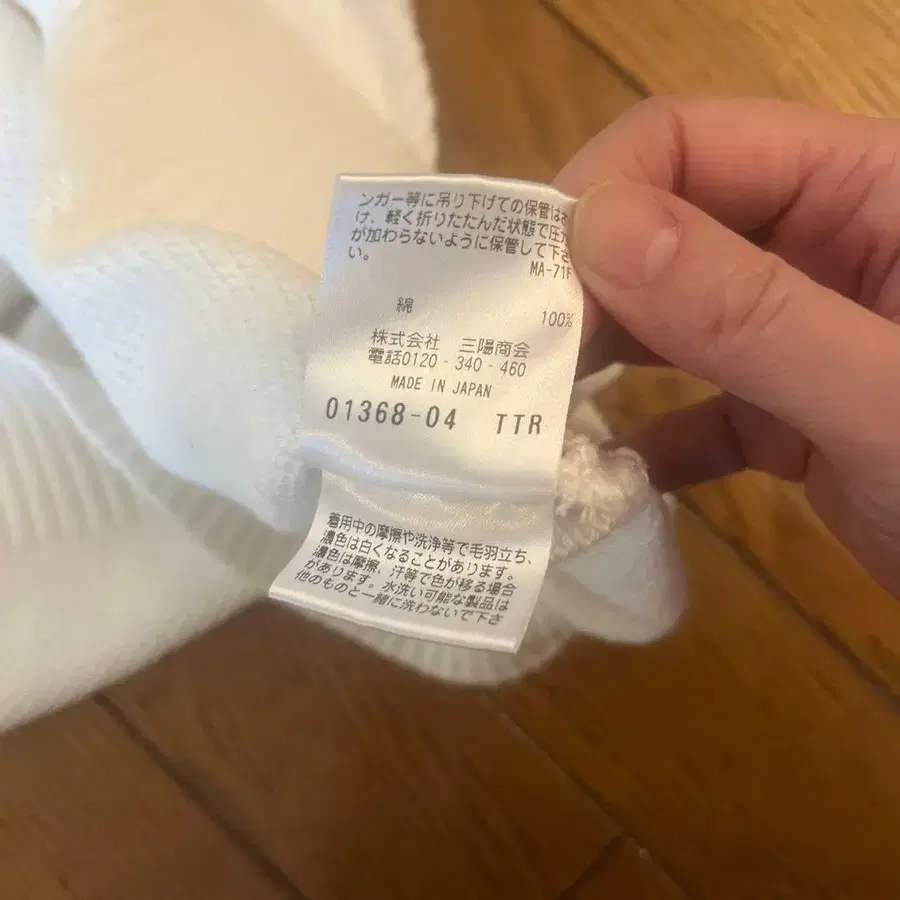 ンガー等に吊り下げての保管はさ
け、軽く折りたたんだ状態で圧力
が加わらないように保管して下さ
い。
MA-71F
綿 100%
株式会社 三陽商会
電話0120-340-460
MADE IN JAPAN
01368-04 TTR
着用中の摩擦や洗浄等で毛羽立ち、
濃色は白くなることがあります。
濃色は摩擦、汗等で色が移る場合
があります。水洗い可能な製品は
他のものと一緒に洗わないで下さ